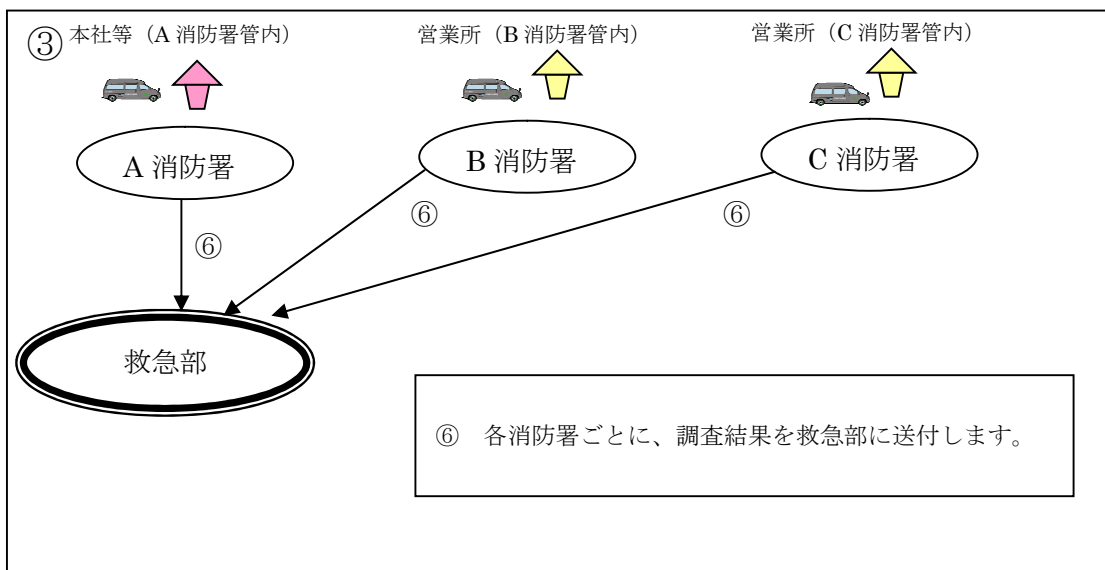 ③
本社等（A 消防署管内）
営業所（B 消防署管内）
営業所（C 消防署管内）
A 消防署
B 消防署
C 消防署
⑥
⑥
⑥
救急部
⑥　各消防署ごとに、調査結果を救急部に送付します。